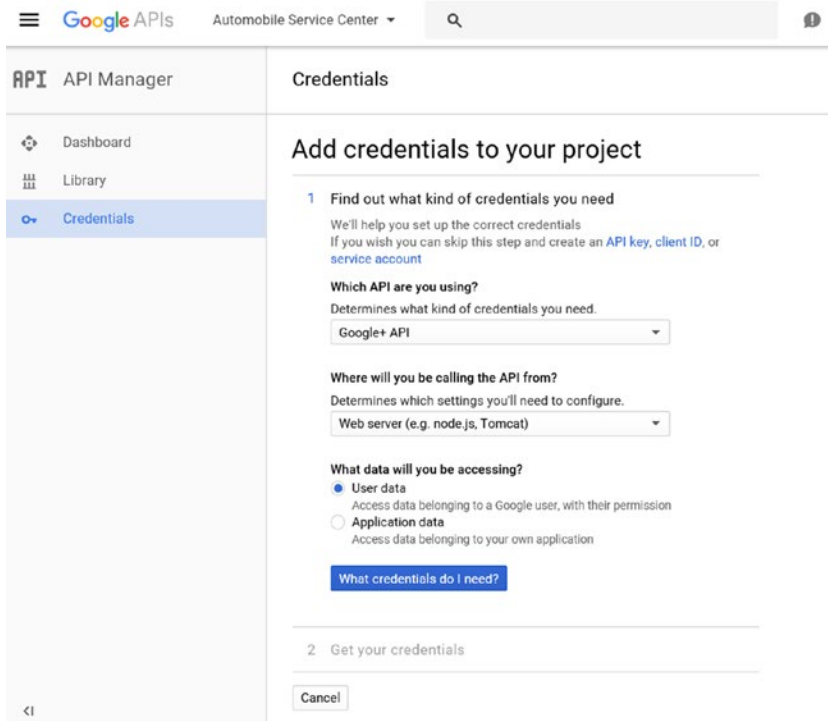 Google APIs
Automobile Service Center
API API Manager
Credentials
Dashboard
Library
Credentials
Add credentials to your project
1 Find out what kind of credentials you need
We'll help you set up the correct credentials
If you wish you can skip this step and create an API key, client ID, or
service account
Which API are you using?
Determines what kind of credentials you need.
Google+ API
Where will you be calling the API from?
Determines which settings you'll need to configure.
Web server (e.g. node.js, Tomcat)
What data will you be accessing?
User data
Access data belonging to a Google user, with their permission
Application data
Access data belonging to your own application
What credentials do I need?
2 Get your credentials
Cancel